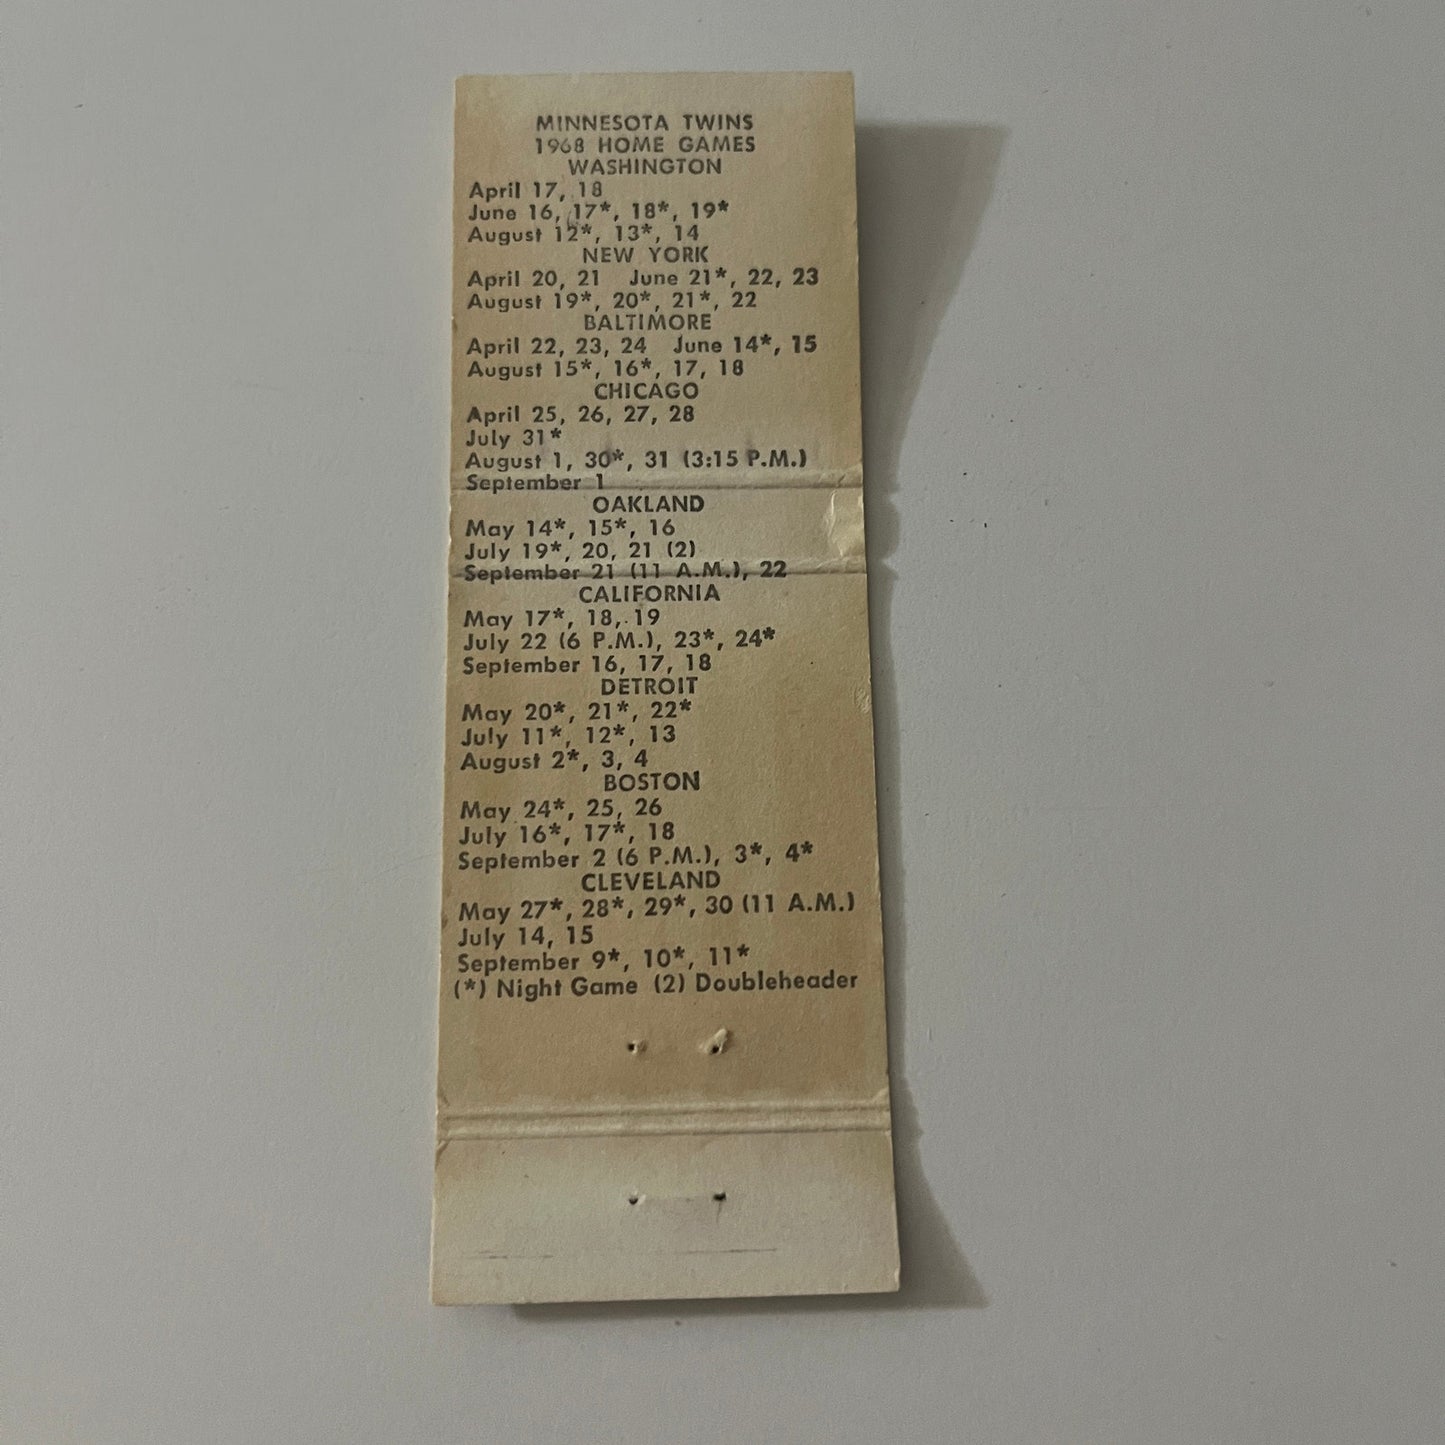 MINNESOTA TWINS
1968 HOME GAMES
WASHINGTON
April 17, 18
June 16, 17*, 18*, 19*
August 12*, 13*, 14
NEW YORK
April 20, 21 June 21*, 22, 23
August 19*, 20*, 21*, 22
BALTIMORE
April 22, 23, 24 June 14*, 15
August 15*, 16*, 17, 18
CHICAGO
April 25, 26, 27, 28
July 31*
August 1, 30*, 31 (3:15 P.M.)
September 1
OAKLAND
May 14*, 15*, 16
July 19*, 20, 21 (2)
September 21 (11 A.M.), 22
CALIFORNIA
May 17*, 18, 19
July 22 (6 P.M.), 23*, 24*
September 16, 17, 18
DETROIT
May 20*, 21*, 22*
July 11*, 12*, 13
August 2*, 3, 4
BOSTON
May 24*, 25, 26
July 16*, 17*, 18
September 2 (6 P.M.), 3*, 4*
CLEVELAND
May 27*, 28*, 29*, 30 (11 A.M.)
July 14, 15
September 9*, 10*, 11*
(*) Night Game (2) Doubleheader